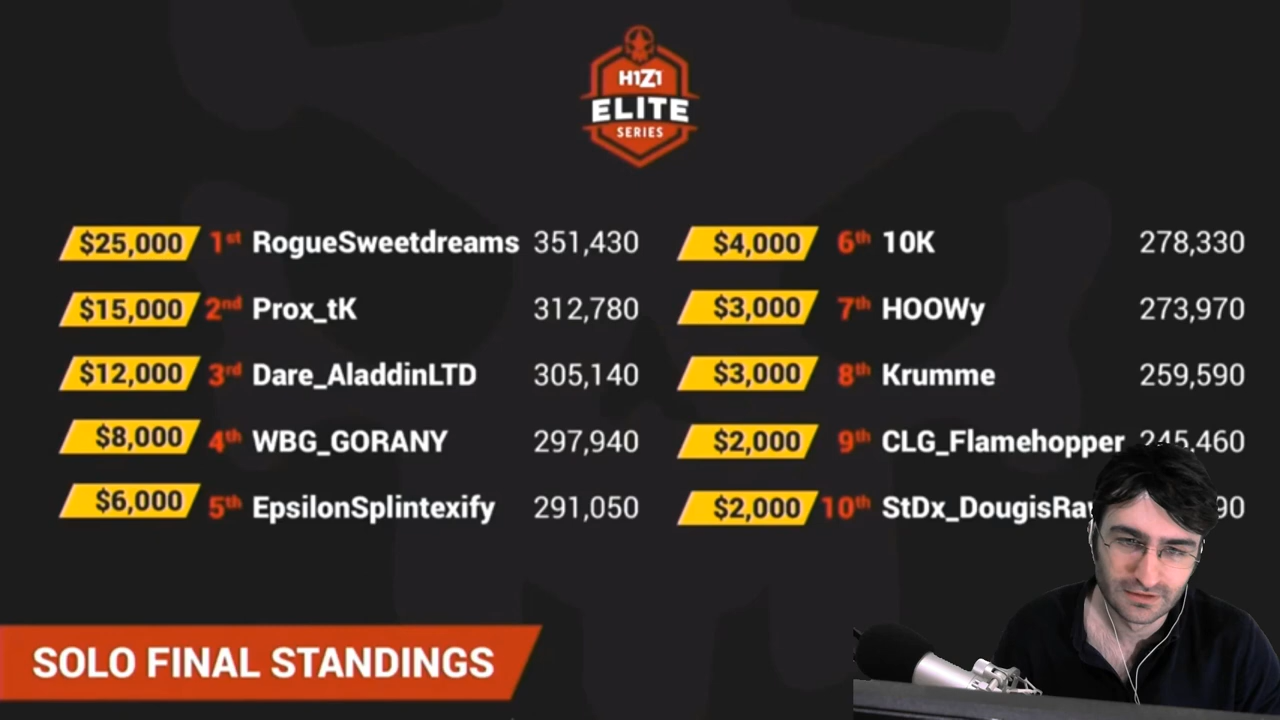 H1Z1
ELITE
SERIES
$25,000 1st RogueSweetdreams 351,430
$15,000 2nd Prox_tK 312,780
$12,000 3rd Dare_AladdinLTD 305,140
$8,000 4th WBG_GORANY 297,940
$6,000 5th EpsilonSplintexify 291,050
$4,000 6th 10K 278,330
$3,000 7th HOOWy 273,970
$3,000 8th Krumme 259,590
$2,000 9th CLG_Flamehopper 245,460
$2,000 10th
SOLO FINAL STANDINGS